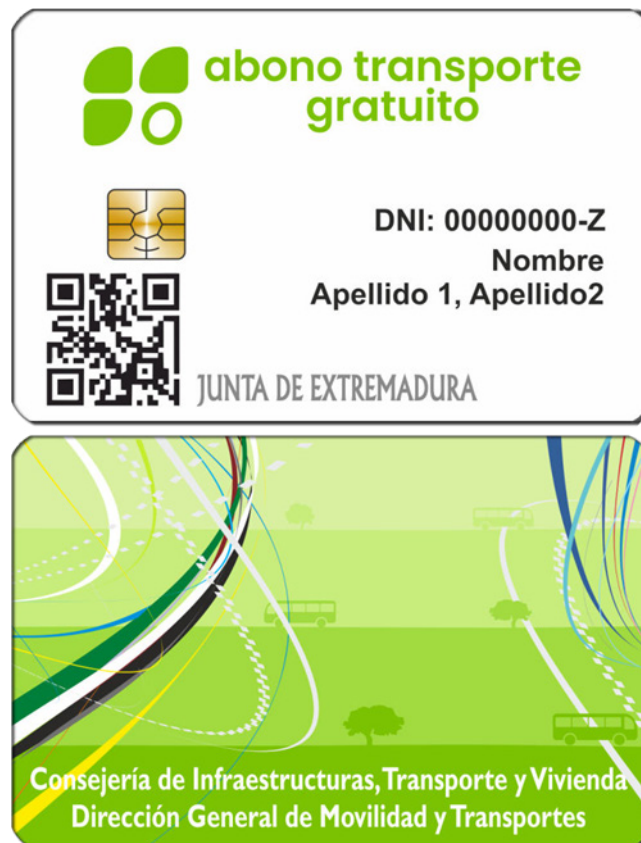 abono transporte
gratuito
DNI: 00000000-Z
Nombre
Apellido 1, Apellido2
JUNTA DE EXTREMADURA
Consejería de Infraestructuras, Transporte y Vivienda
Dirección General de Movilidad y Transportes